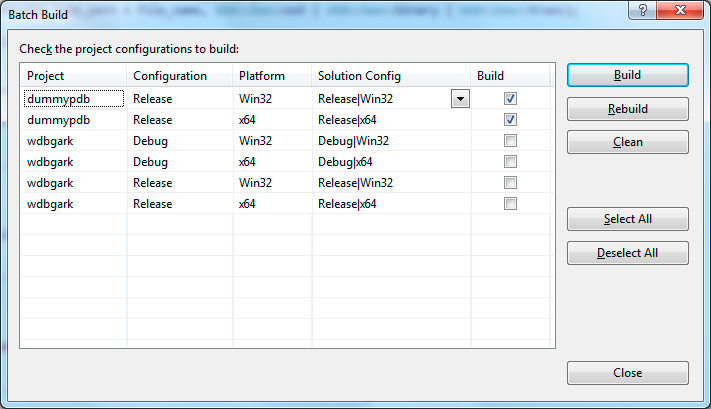 Batch Build
Check the project configurations to build:
Project Configuration Platform Solution Config Build
dummypdb Release Win32 Release|Win32
dummypdb Release x64 Release|x64
wdbgark Debug Win32 Debug|Win32
wdbgark Debug x64 Debug|x64
wdbgark Release Win32 Release|Win32
wdbgark Release x64 Release|x64
Build
Rebuild
Clean
Select All
Deselect All
Close